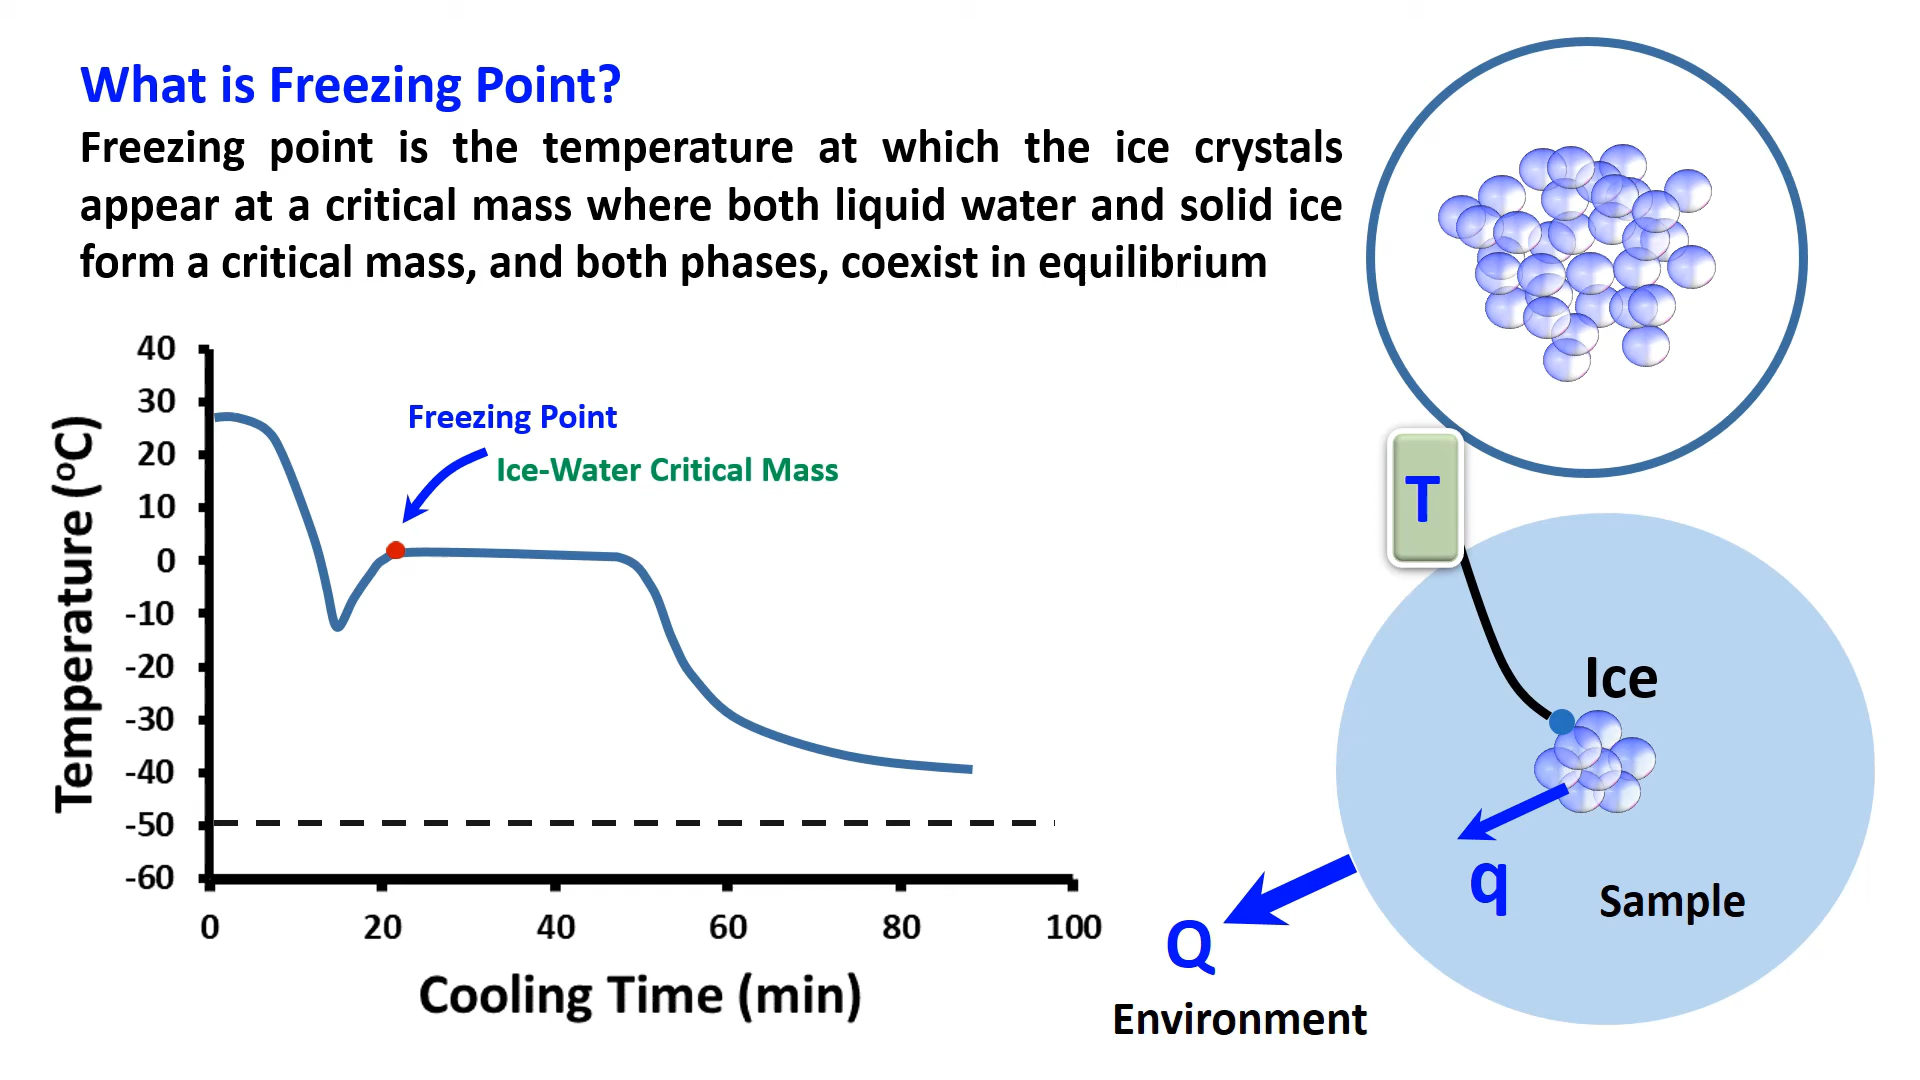 What is Freezing Point?
Freezing point is the temperature at which the ice crystals
appear at a critical mass where both liquid water and solid ice
form a critical mass, and both phases, coexist in equilibrium
40
30
20
10
0
-10
-20
-30
-40
-50
-60
Temperature (ºC)
Freezing Point
Ice-Water Critical Mass
0 20 40 60 80 100
Cooling Time (min)
T
Ice
q
Sample
Q
Environment